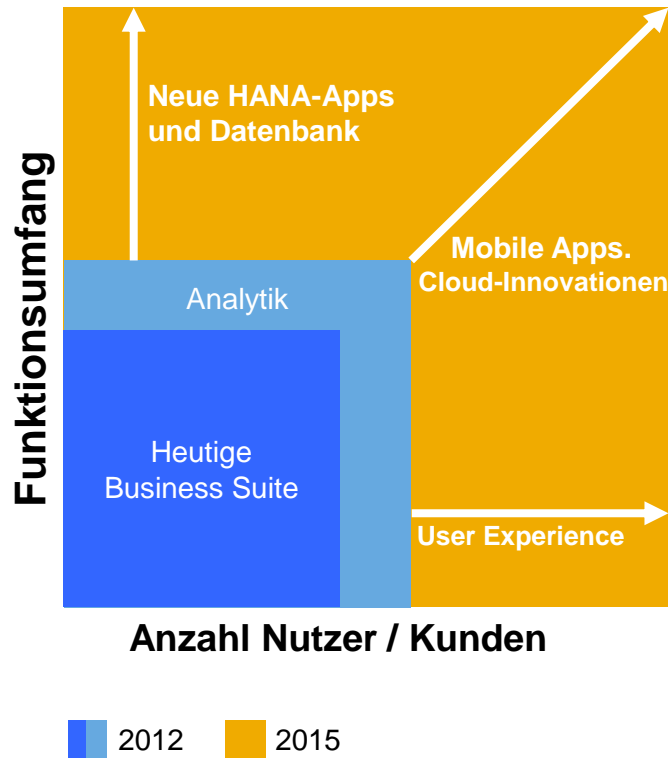 Neue HANA-Apps
und Datenbank
Funktionsumfang
Mobile Apps.
Cloud-Innovationen
Analytik
Heutige
Business Suite
User Experience
Anzahl Nutzer / Kunden
2012
2015